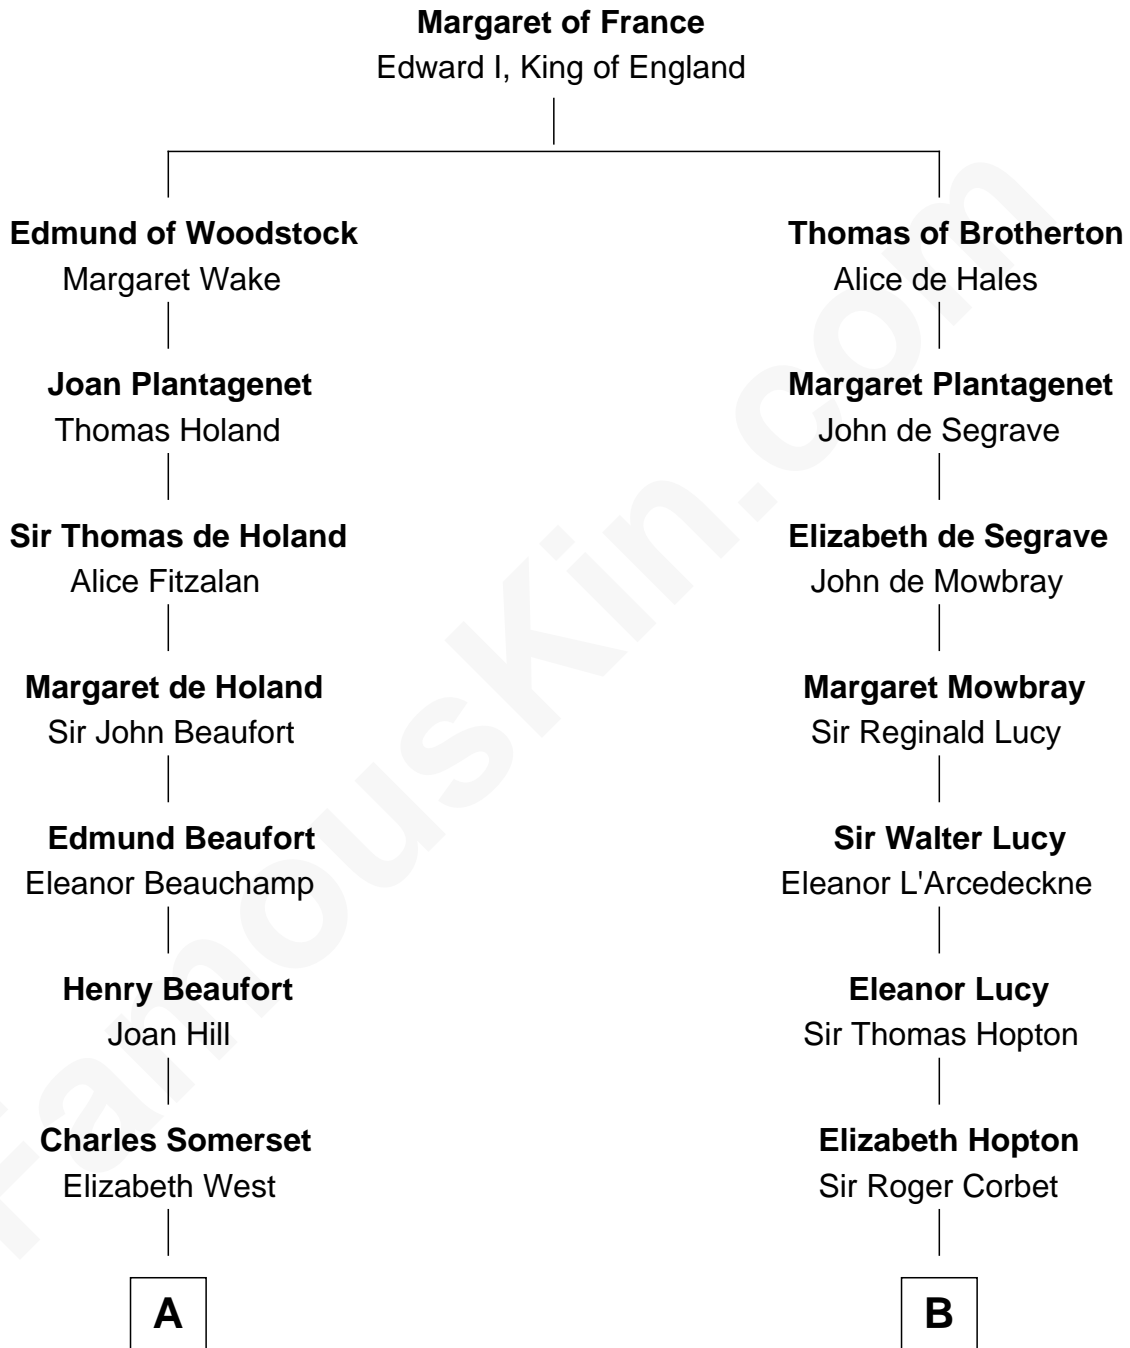 Margaret of France
Edward I, King of England
Edmund of Woodstock
Margaret Wake
Thomas of Brotherton
Alice de Hales
Joan Plantagenet
Thomas Holand
Margaret Plantagenet
John de Segrave
Sir Thomas de Holand
Alice Fitzalan
Elizabeth de Segrave
John de Mowbray
Margaret de Holand
Sir John Beaufort
Margaret Mowbray
Sir Reginald Lucy
Edmund Beaufort
Eleanor Beauchamp
Sir Walter Lucy
Eleanor L'Arcedeckne
Henry Beaufort
Joan Hill
Eleanor Lucy
Sir Thomas Hopton
Charles Somerset
Elizabeth West
Elizabeth Hopton
Sir Roger Corbet
A
B
FamousKin.com